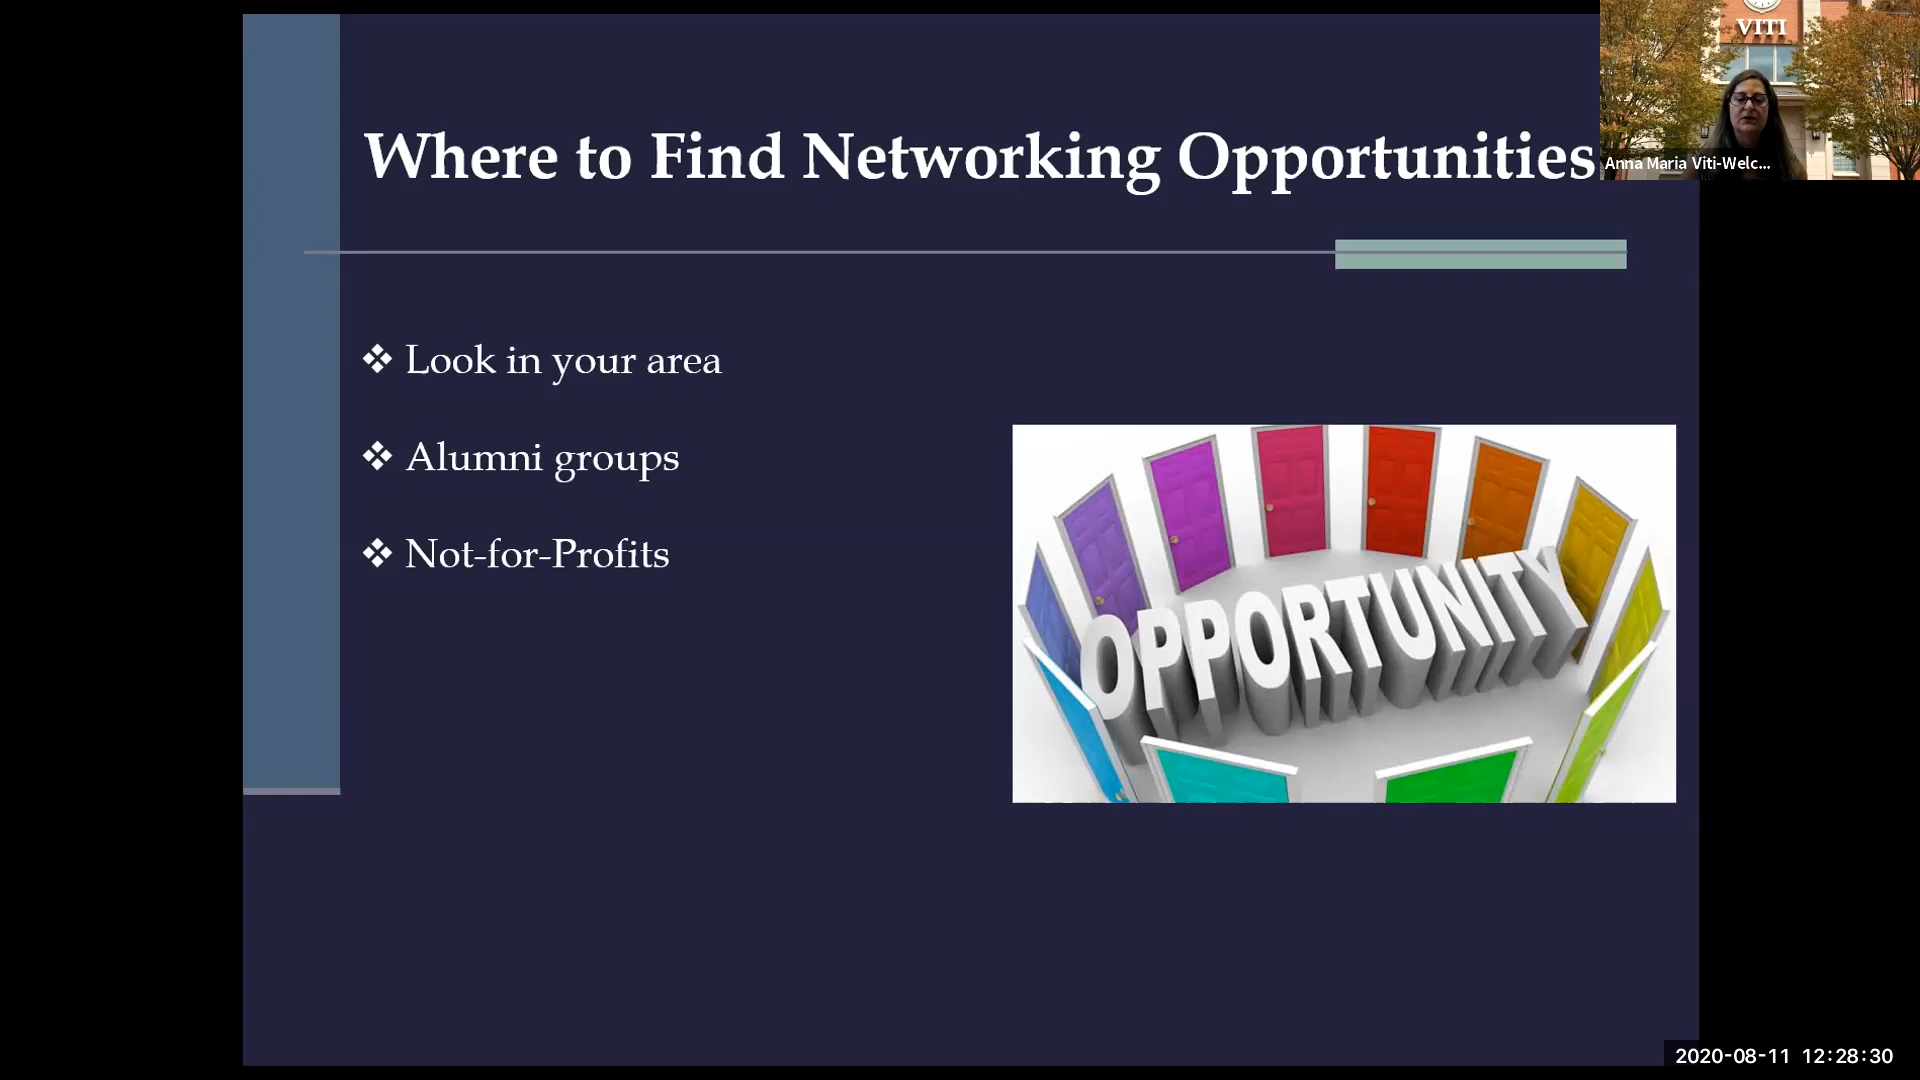 VITI
Where to Find Networking Opportunities
Anna Maria Viti-Welc...
❖ Look in your area
❖ Alumni groups
❖ Not-for-Profits
OPPORTUNITY
2020-08-11 12:28:30